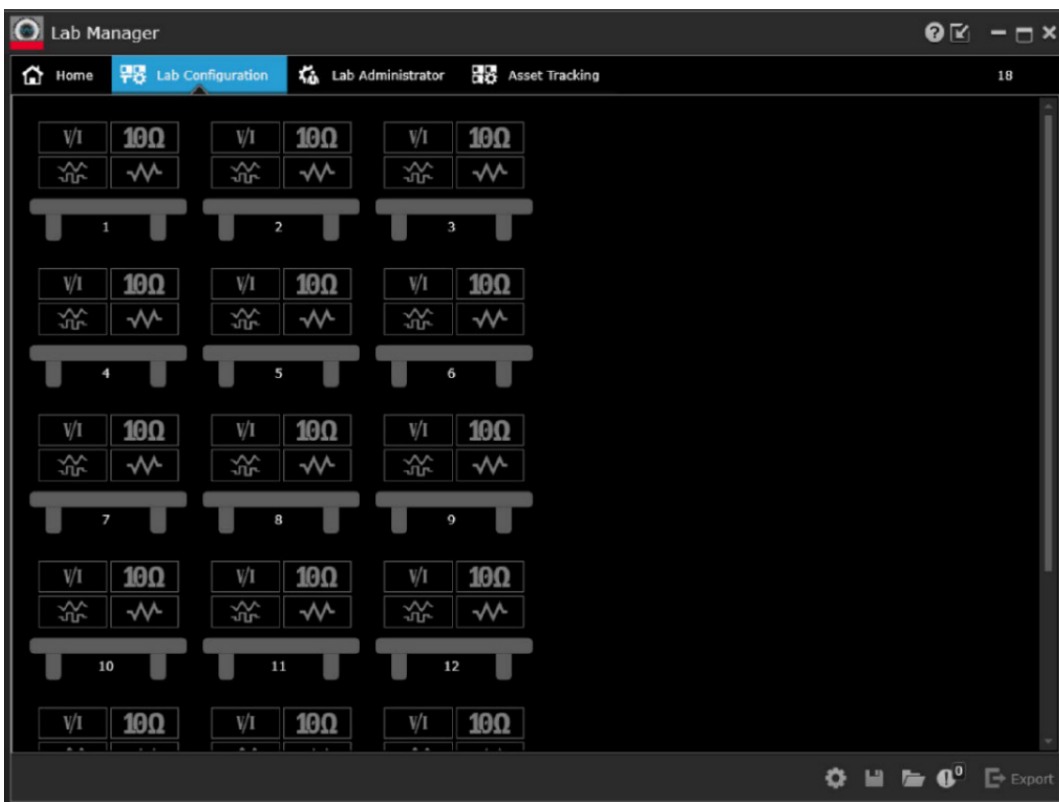 Lab Manager
Home Lab Configuration Lab Administrator Asset Tracking 18
V/I 10Ω V/I 10Ω V/I 10Ω
1 2 3
V/I 10Ω V/I 10Ω V/I 10Ω
4 5 6
V/I 10Ω V/I 10Ω V/I 10Ω
7 8 9
V/I 10Ω V/I 10Ω V/I 10Ω
10 11 12
V/I 10Ω V/I 10Ω V/I 10Ω
0 Export